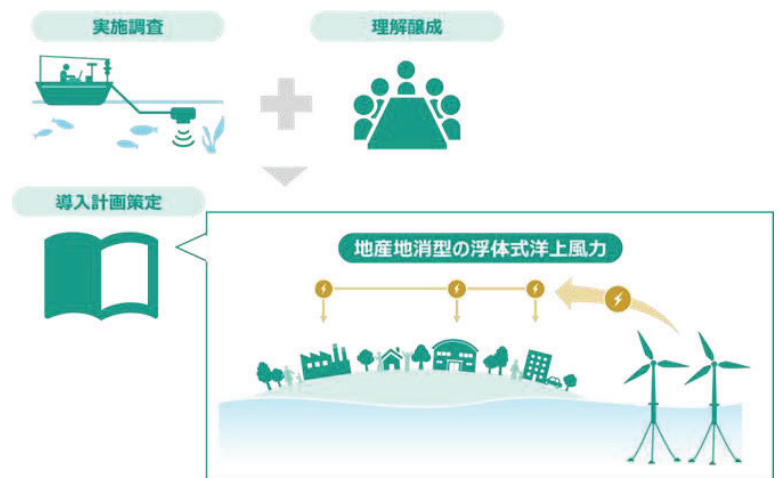 実施調査
理解醸成
導入計画策定
地産地消型の浮体式洋上風力